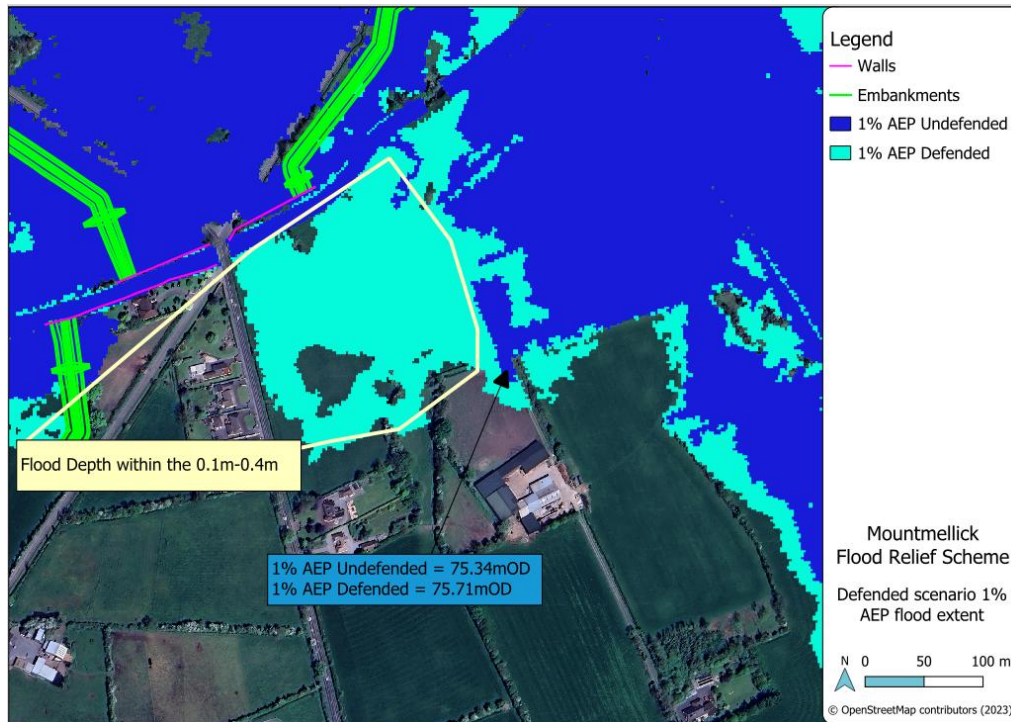 Legend
Walls
Embankments
1% AEP Undefended
1% AEP Defended
Flood Depth within the 0.1m-0.4m
1% AEP Undefended = 75.34mOD
1% AEP Defended = 75.71mOD
Mountmellick
Flood Relief Scheme
Defended scenario 1%
AEP flood extent
N 0 50 100 m
© OpenStreetMap contributors (2023)